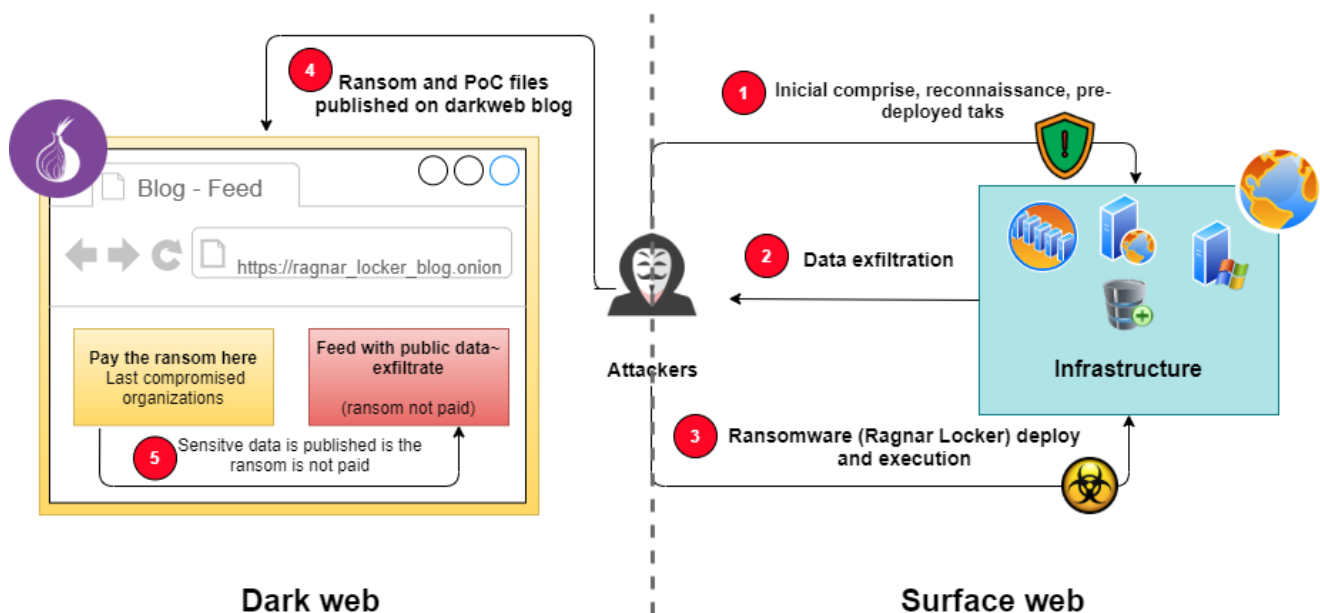 4
Ransom and PoC files
published on darkweb blog
1
Inicial comprise, reconnaissance, pre-
deployed taks
Blog - Feed
https://ragnar_locker_blog.onion
2
Data exfiltration
Pay the ransom here
Last compromised
organizations
Feed with public data~
exfiltrate
(ransom not paid)
Attackers
Infrastructure
3
Ransomware (Ragnar Locker) deploy
and execution
5
Sensitve data is published is the
ransom is not paid
Dark web
Surface web